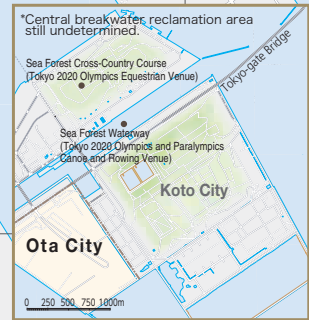 *Central breakwater reclamation area
still undetermined.
Tokyo-gate Bridge
Sea Forest Cross-Country Course
(Tokyo 2020 Olympics Equestrian Venue)
Sea Forest Waterway
(Tokyo 2020 Olympics and Paralympics
Canoe and Rowing Venue)
Koto City
Ota City
0 250 500 750 1000m